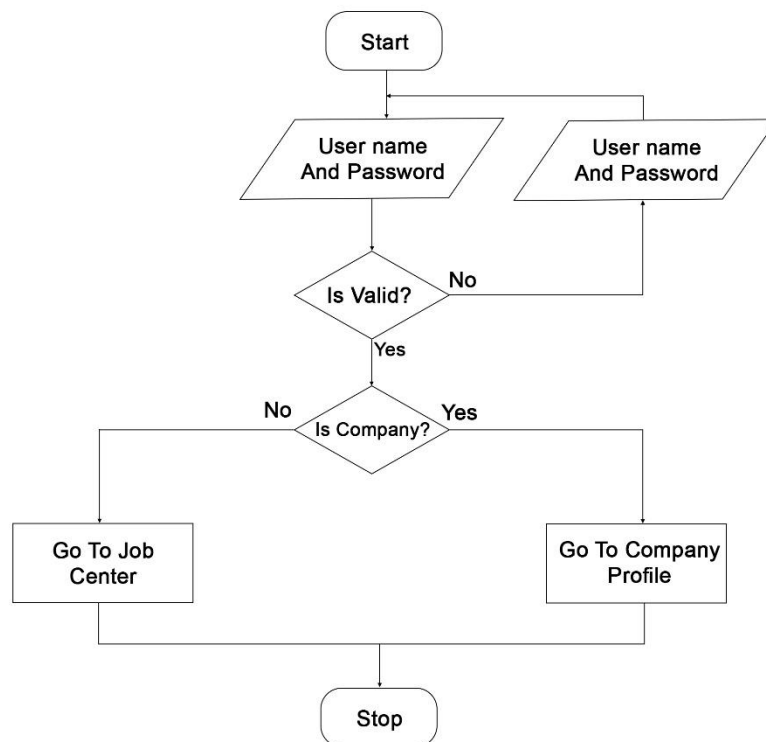 Start
User name
And Password
User name
And Password
Is Valid?
No
Yes
No
Is Company?
Yes
Go To Job
Center
Go To Company
Profile
Stop